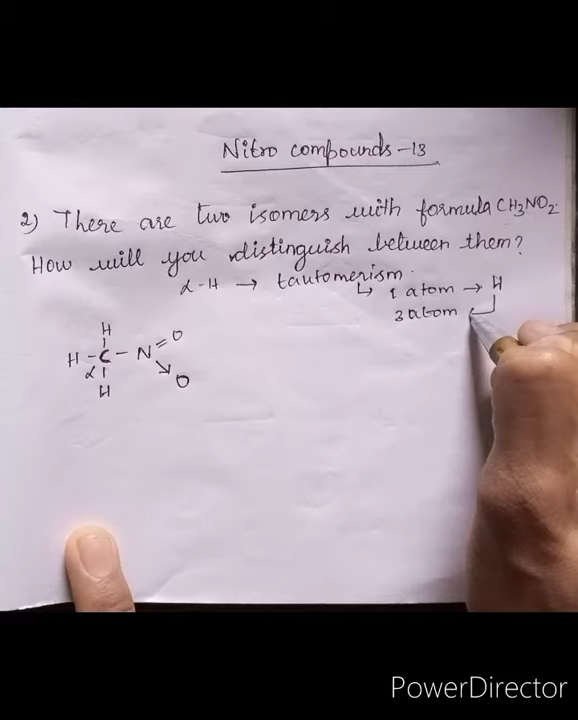 Nitro compounds -13
2) There are two isomers with formula CH3NO2.
How will you distinguish between them?
α-H → tautomerism.
↳ 1 atom → H
3 atom
H
H - C - N = O
α
H
↘ O
PowerDirector